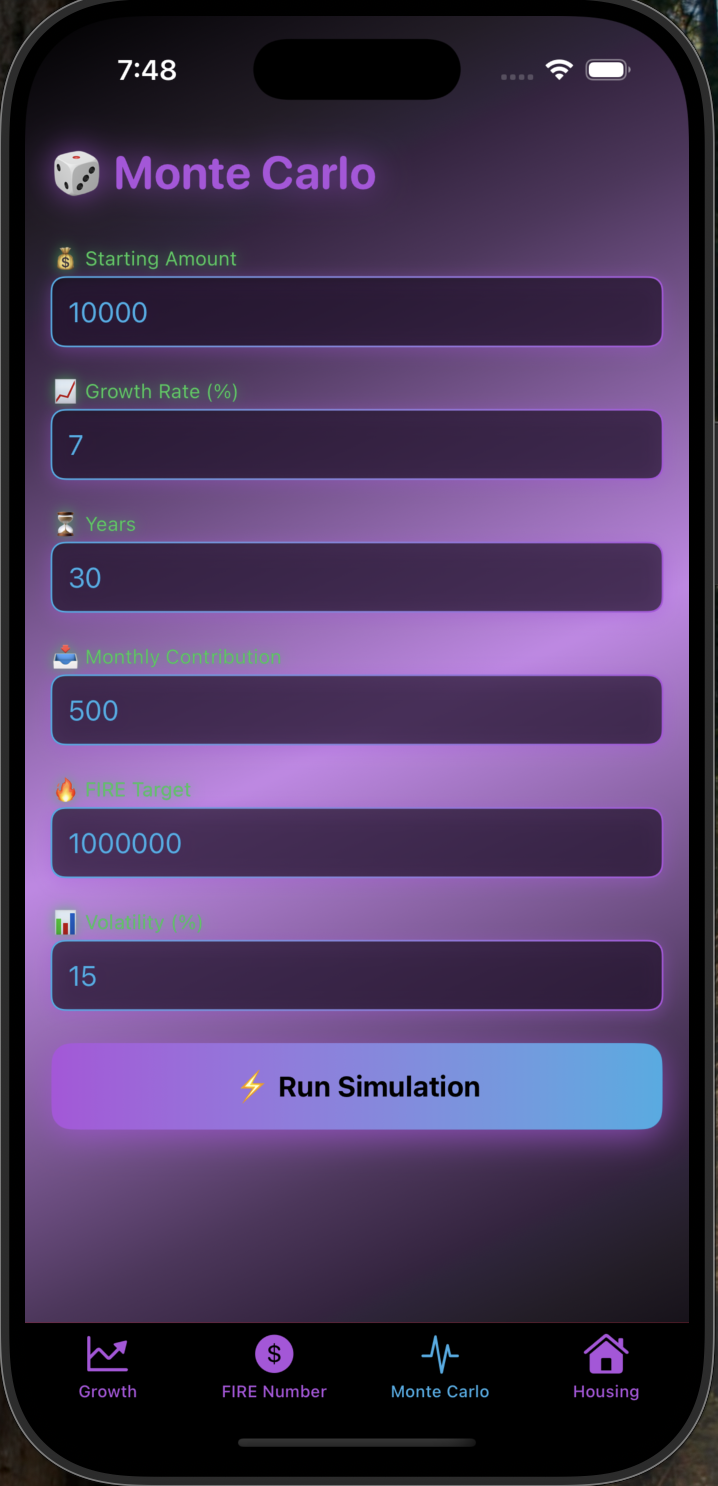 7:48
Monte Carlo
Starting Amount
10000
Growth Rate (%)
7
Years
30
Monthly Contribution
500
FIRE Target
1000000
Volatility (%)
15
Run Simulation
Growth
FIRE Number
Monte Carlo
Housing